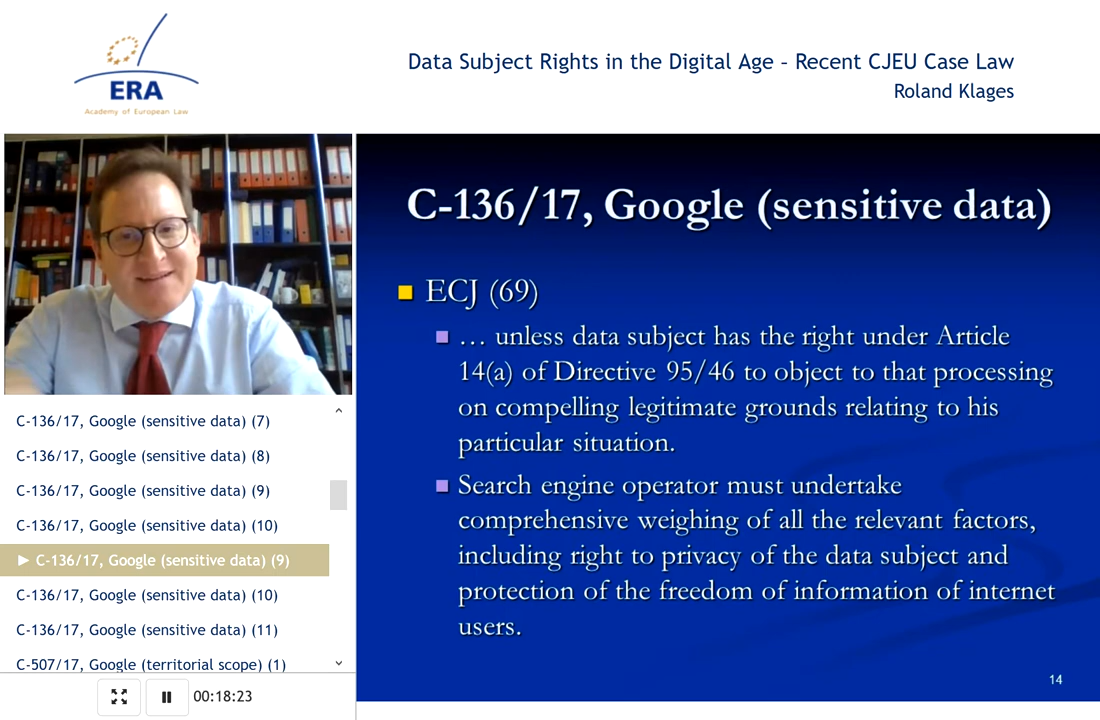 ERA
Academy of European Law
Data Subject Rights in the Digital Age - Recent CJEU Case Law
Roland Klages
C-136/17, Google (sensitive data) (7)
C-136/17, Google (sensitive data) (8)
C-136/17, Google (sensitive data) (9)
C-136/17, Google (sensitive data) (10)
► C-136/17, Google (sensitive data) (9)
C-136/17, Google (sensitive data) (10)
C-136/17, Google (sensitive data) (11)
C-507/17, Google (territorial scope) (1)
00:18:23
C-136/17, Google (sensitive data)
ECJ (69)
… unless data subject has the right under Article
14(a) of Directive 95/46 to object to that processing
on compelling legitimate grounds relating to his
particular situation.
Search engine operator must undertake
comprehensive weighing of all the relevant factors,
including right to privacy of the data subject and
protection of the freedom of information of internet
users.
14